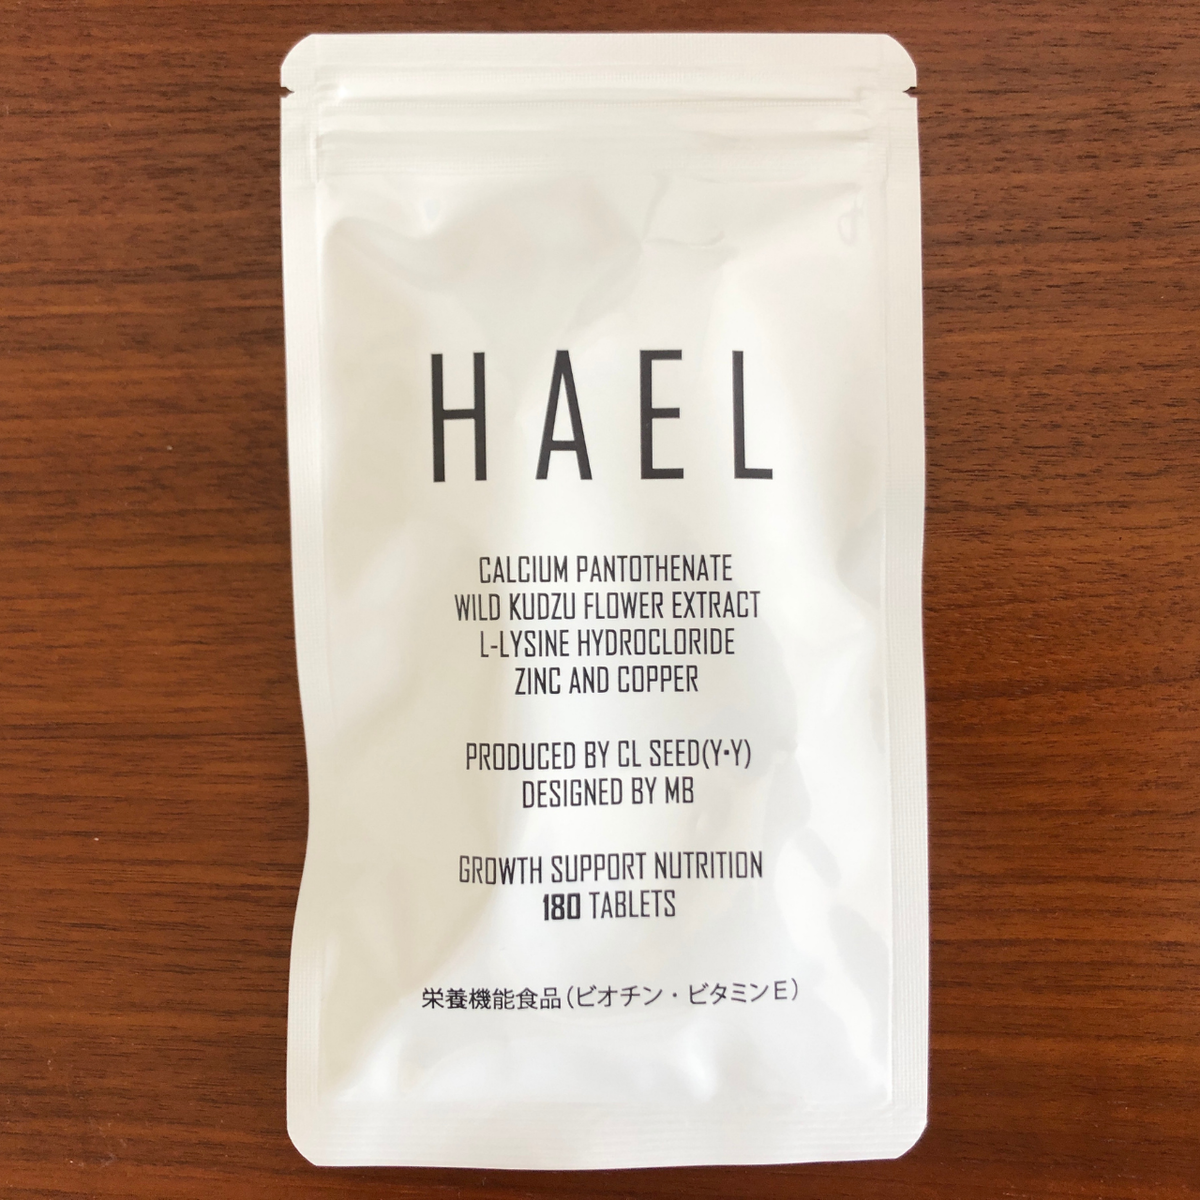 HAEL
CALCIUM PANTOTHENATE
WILD KUDZU FLOWER EXTRACT
L-LYSINE HYDROCLORIDE
ZINC AND COPPER
PRODUCED BY CL SEED(Y・Y)
DESIGNED BY MB
GROWTH SUPPORT NUTRITION
180 TABLETS
栄養機能食品（ビオチン・ビタミンE）